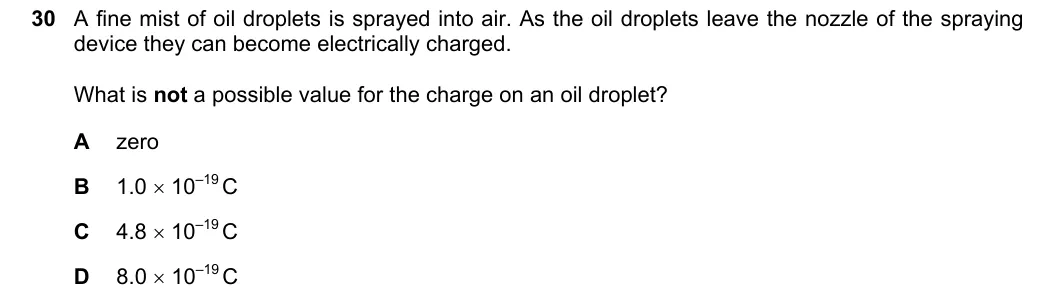 30 A fine mist of oil droplets is sprayed into air. As the oil droplets leave the nozzle of the spraying
device they can become electrically charged.
What is not a possible value for the charge on an oil droplet?
A zero
B 1.0 × 10⁻¹⁹ C
C 4.8 × 10⁻¹⁹ C
D 8.0 × 10⁻¹⁹ C